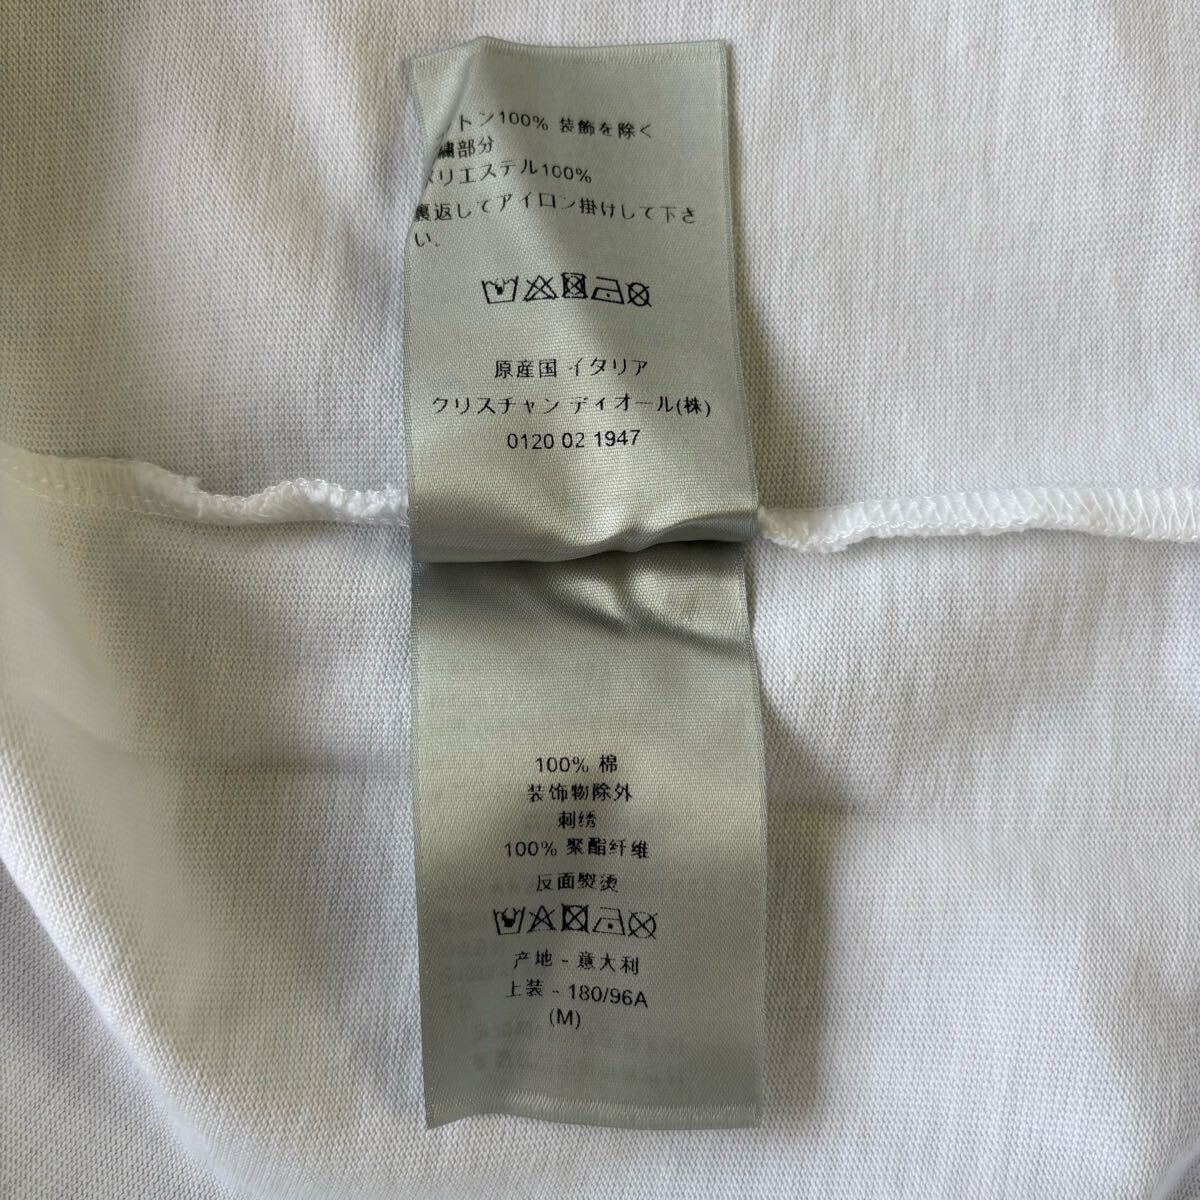 トン100% 装飾を除く
繍部分
ポリエステル100%
裏返してアイロン掛けして下さ
い。
原産国 イタリア
クリスチャン ディオール(株)
0120 02 1947
100% 棉
装饰物除外
刺绣
100% 聚酯纤维
反面熨烫
产地 - 意大利
上装 - 180/96A
(M)